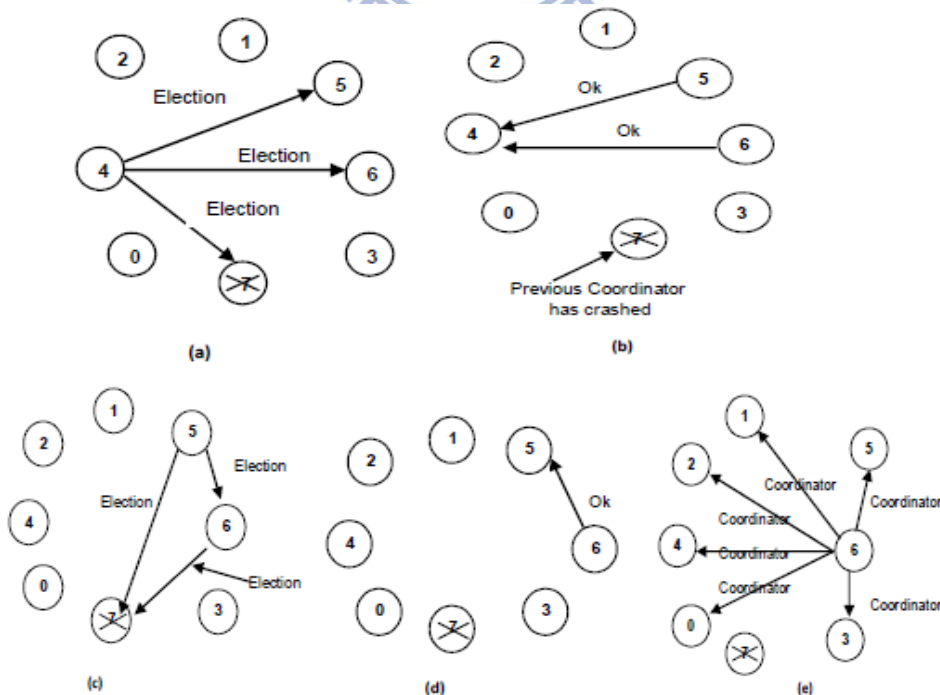 1
2
5
Election
4
Election
6
Election
0
3
7
(a)
1
2
5
Ok
4
Ok
6
0
3
7
Previous Coordinator
has crashed
(b)
1
5
2
Election
Election
4
6
0
Election
7
3
(c)
1
5
2
Ok
4
6
0
3
7
(d)
1
5
2
Coordinator
Coordinator
Coordinator
4
Coordinator
6
Coordinator
Coordinator
0
3
7
(e)